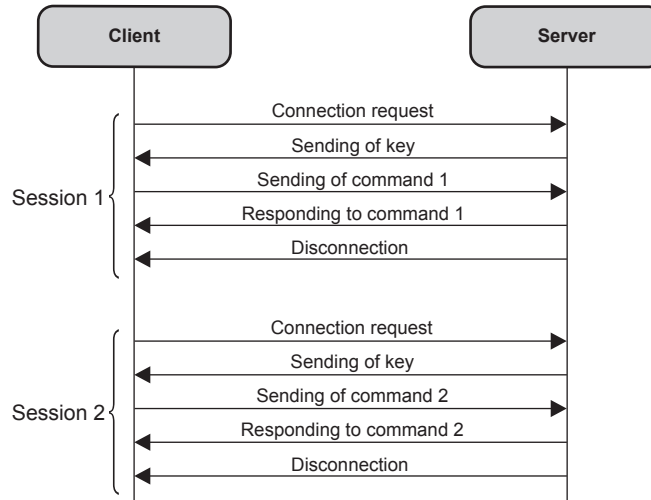 Client
Server
Connection request
Sending of key
Sending of command 1
Session 1
Responding to command 1
Disconnection
Connection request
Sending of key
Sending of command 2
Session 2
Responding to command 2
Disconnection